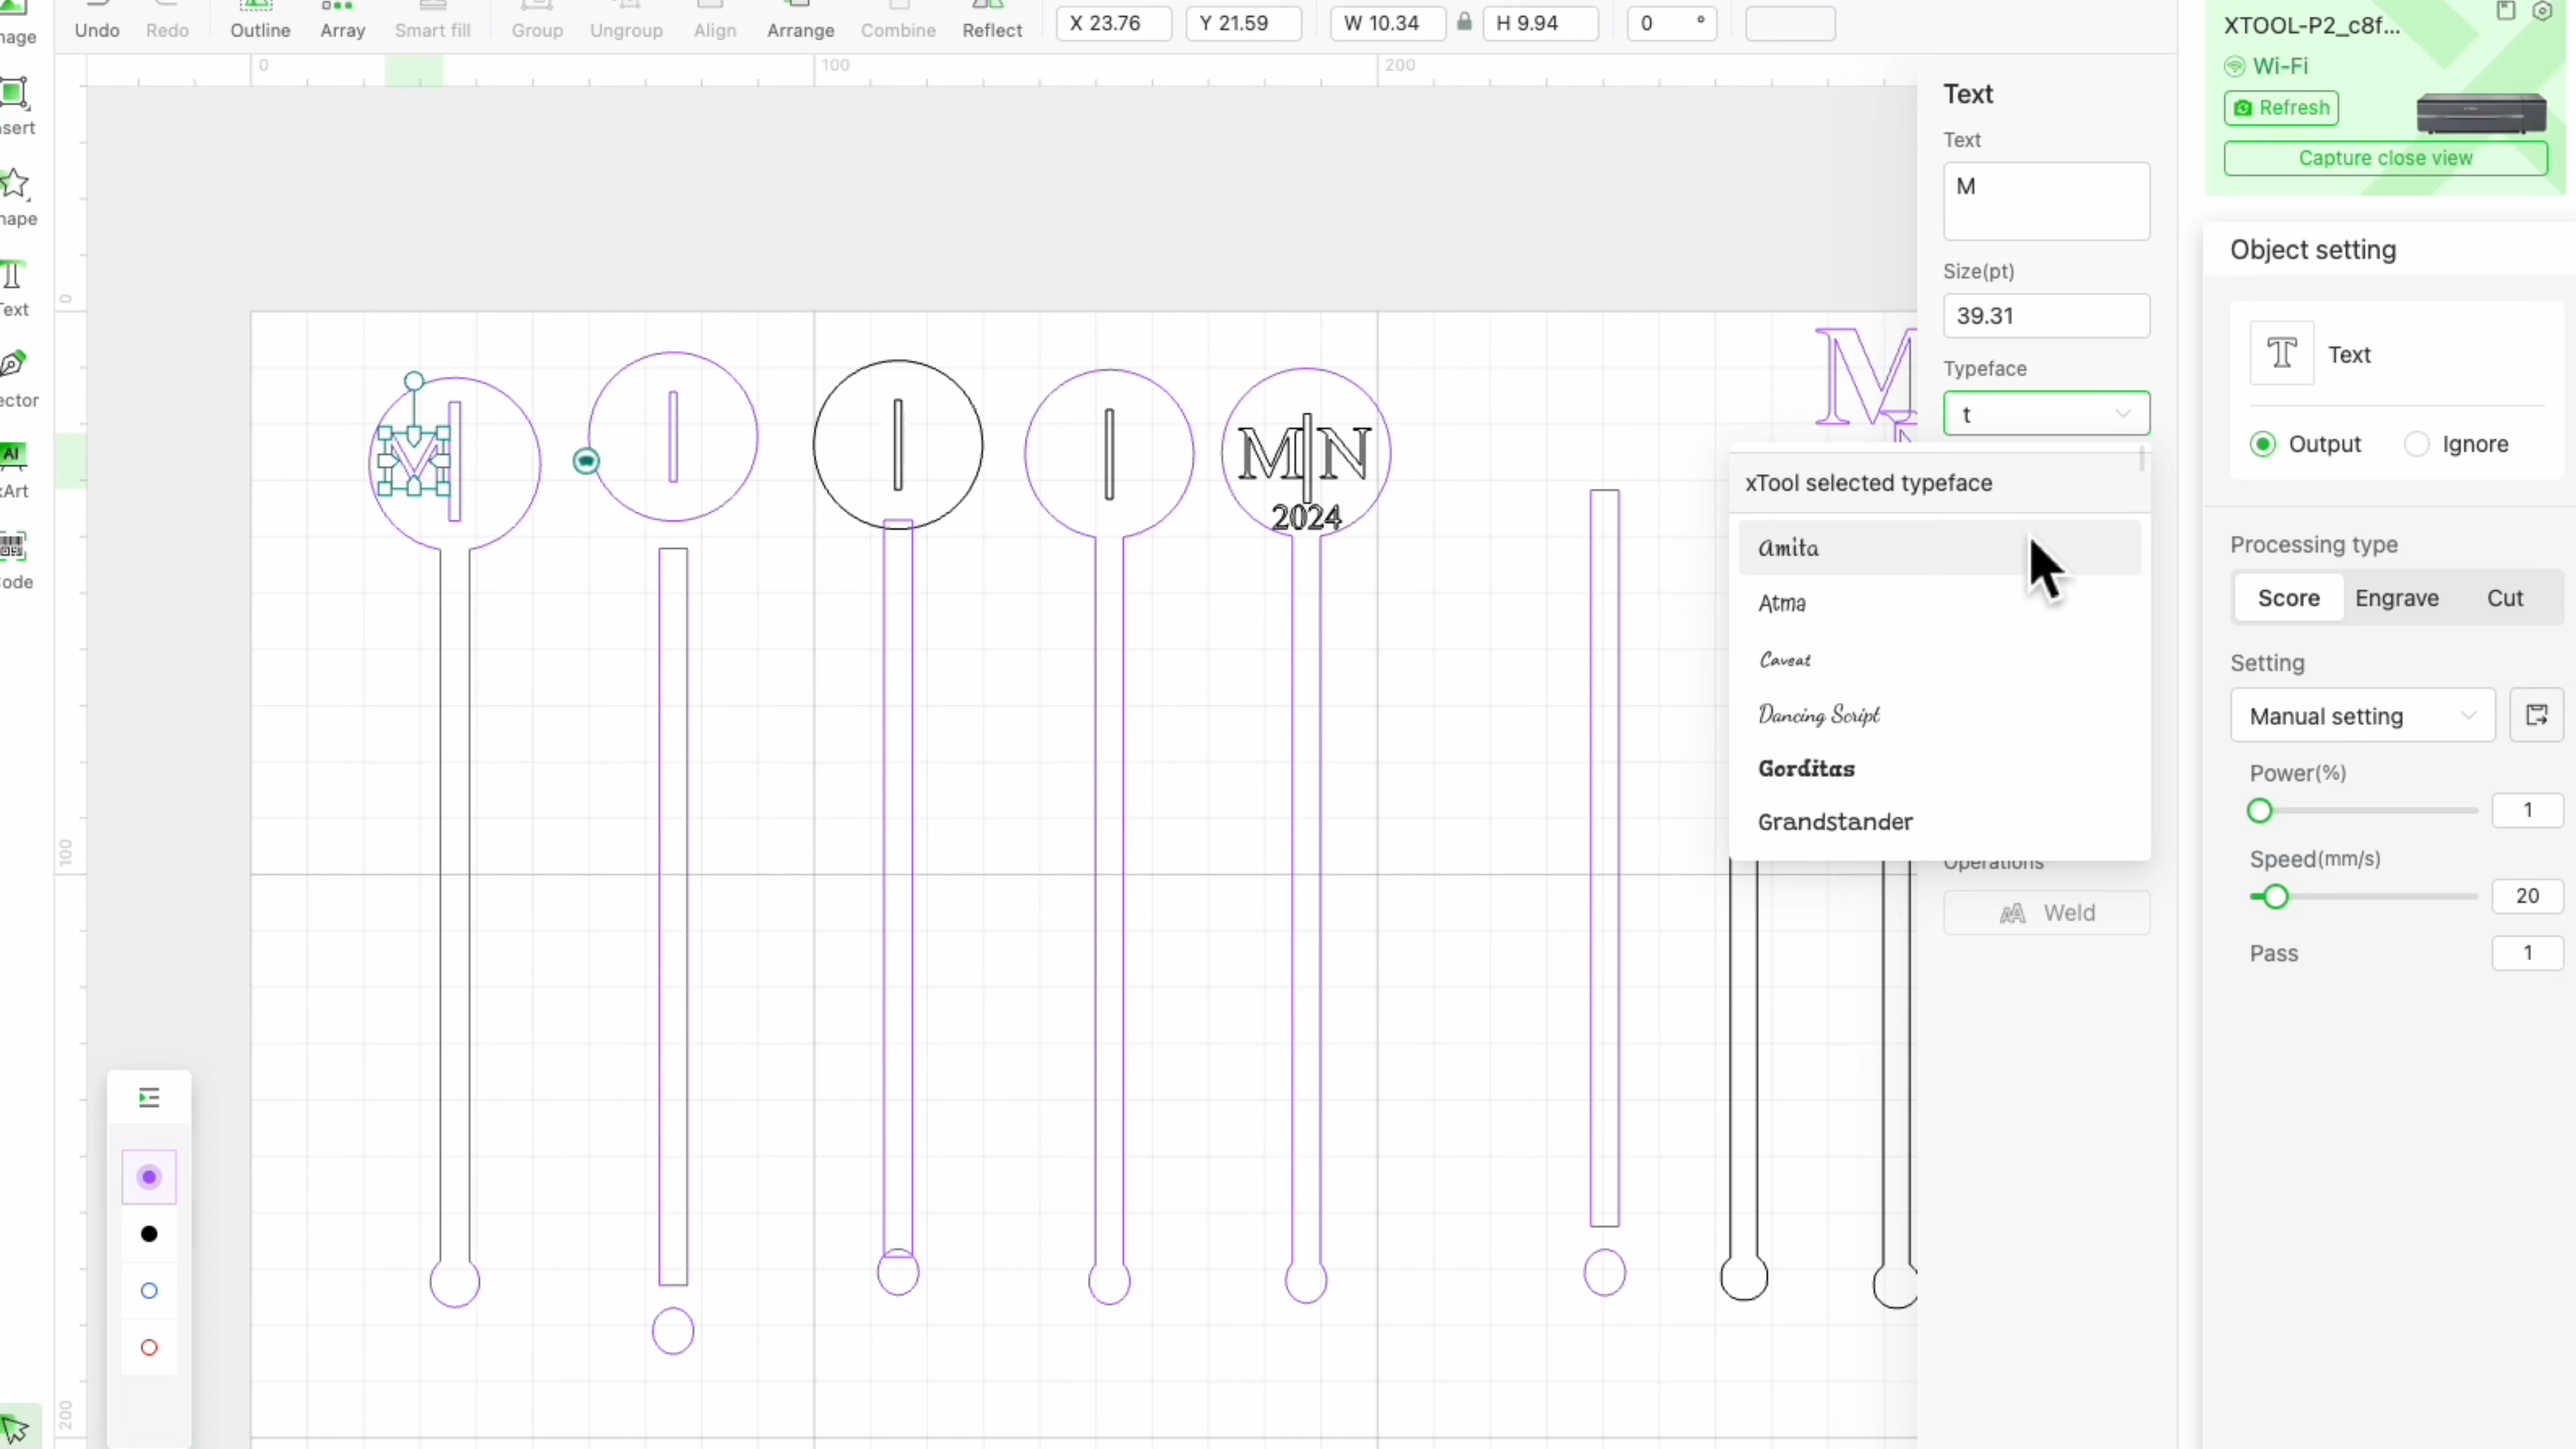 Undo Redo Outline Array Smart fill Group Ungroup Align Arrange Combine Reflect
X 23.76 Y 21.59 W 10.34 H 9.94 0 °
nage
nsert
hape
Text
ector
AI
xArt
Code
0 100 200
0
100
200
M N
2024
M
M
Text
Text
M
Size(pt)
39.31
Typeface
t
xTool selected typeface
Amita
Atma
Caveat
Dancing Script
Gorditas
Grandstander
Operations
Weld
XTOOL-P2_c8f...
Wi-Fi
Refresh
Capture close view
Object setting
Text
Output Ignore
Processing type
Score Engrave Cut
Setting
Manual setting
Power(%)
1
Speed(mm/s)
20
Pass
1